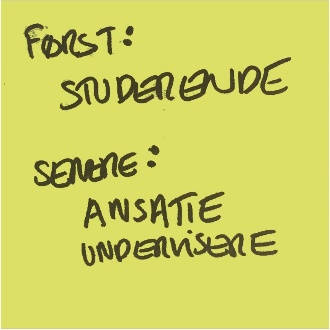 FØRST:
STUDERENDE
SENERE:
ANSATTE
UNDERVISERE